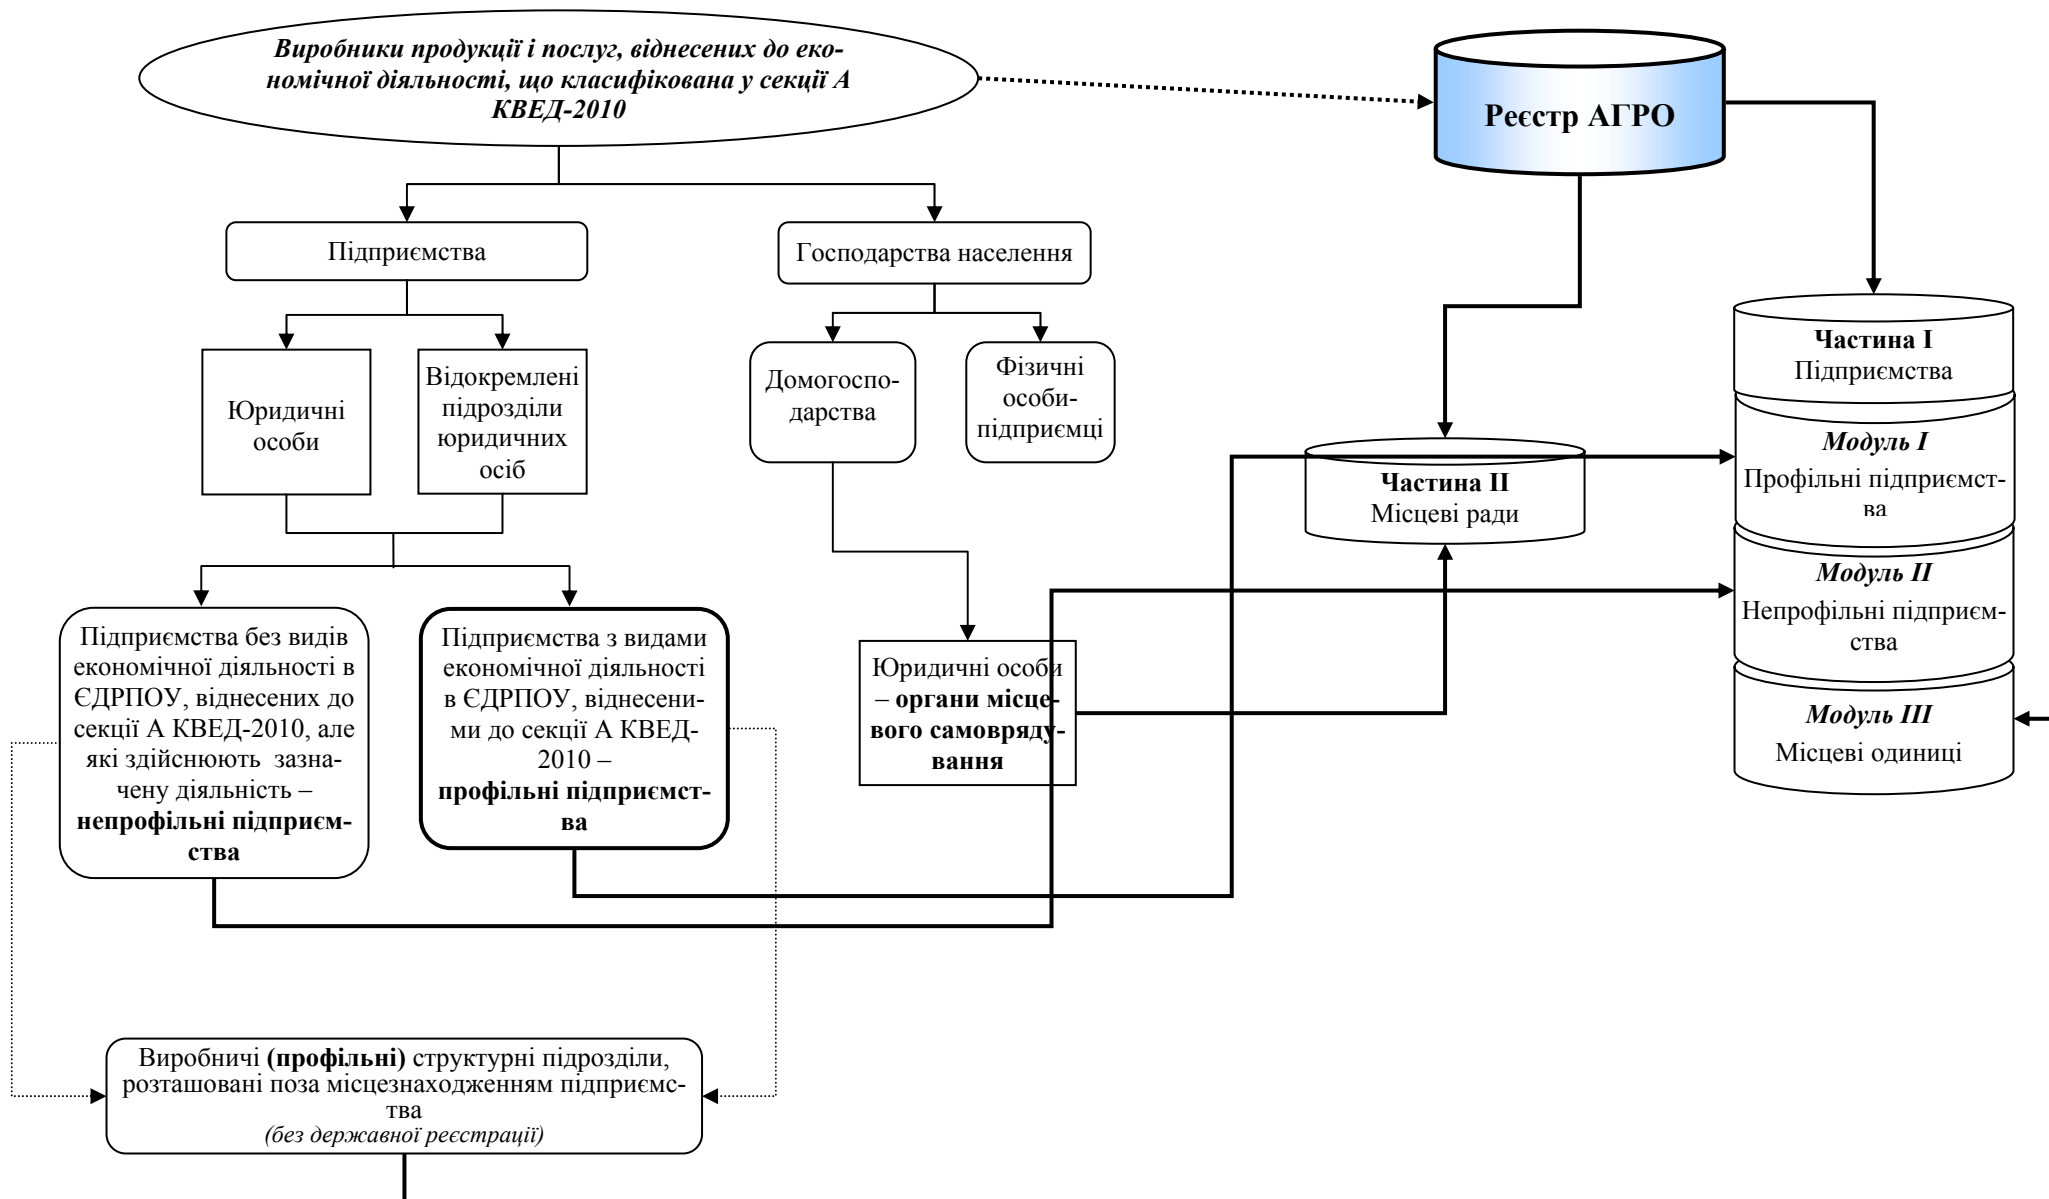 Виробники продукції і послуг, віднесених до еко-
номічної діяльності, що класифікована у секції А
КВЕД-2010
Реєстр АГРО
Підприємства
Господарства населення
Юридичні
особи
Відокремлені
підрозділи
юридичних
осіб
Домогоспо-
дарства
Фізичні
особи-
підприємці
Частина І
Підприємства
Модуль І
Профільні підприємст-
ва
Частина ІІ
Місцеві ради
Модуль ІІ
Непрофільні підприєм-
ства
Модуль ІІІ
Місцеві одиниці
Підприємства без видів
економічної діяльності в
ЄДРПОУ, віднесених до
секції А КВЕД-2010, але
які здійснюють зазна-
чену діяльність –
непрофільні підприєм-
ства
Підприємства з видами
економічної діяльності
в ЄДРПОУ, віднесени-
ми до секції А КВЕД-
2010 –
профільні підприємст-
ва
Юридичні особи
– органи місце-
вого самовряду-
вання
Виробничі (профільні) структурні підрозділи,
розташовані поза місцезнаходженням підприємс-
тва
(без державної реєстрації)